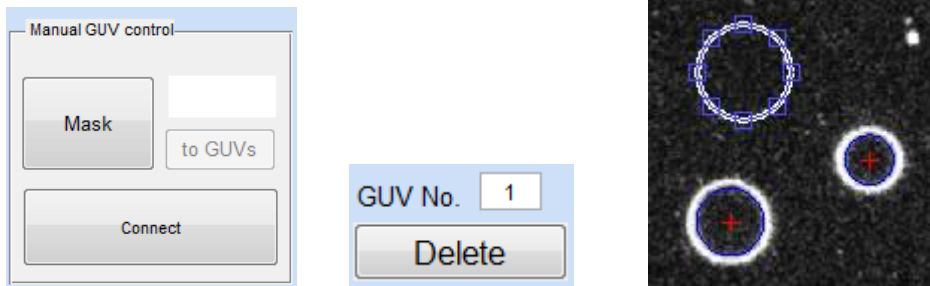 Manual GUV control
Mask
to GUVs
Connect
GUV No. 1
Delete